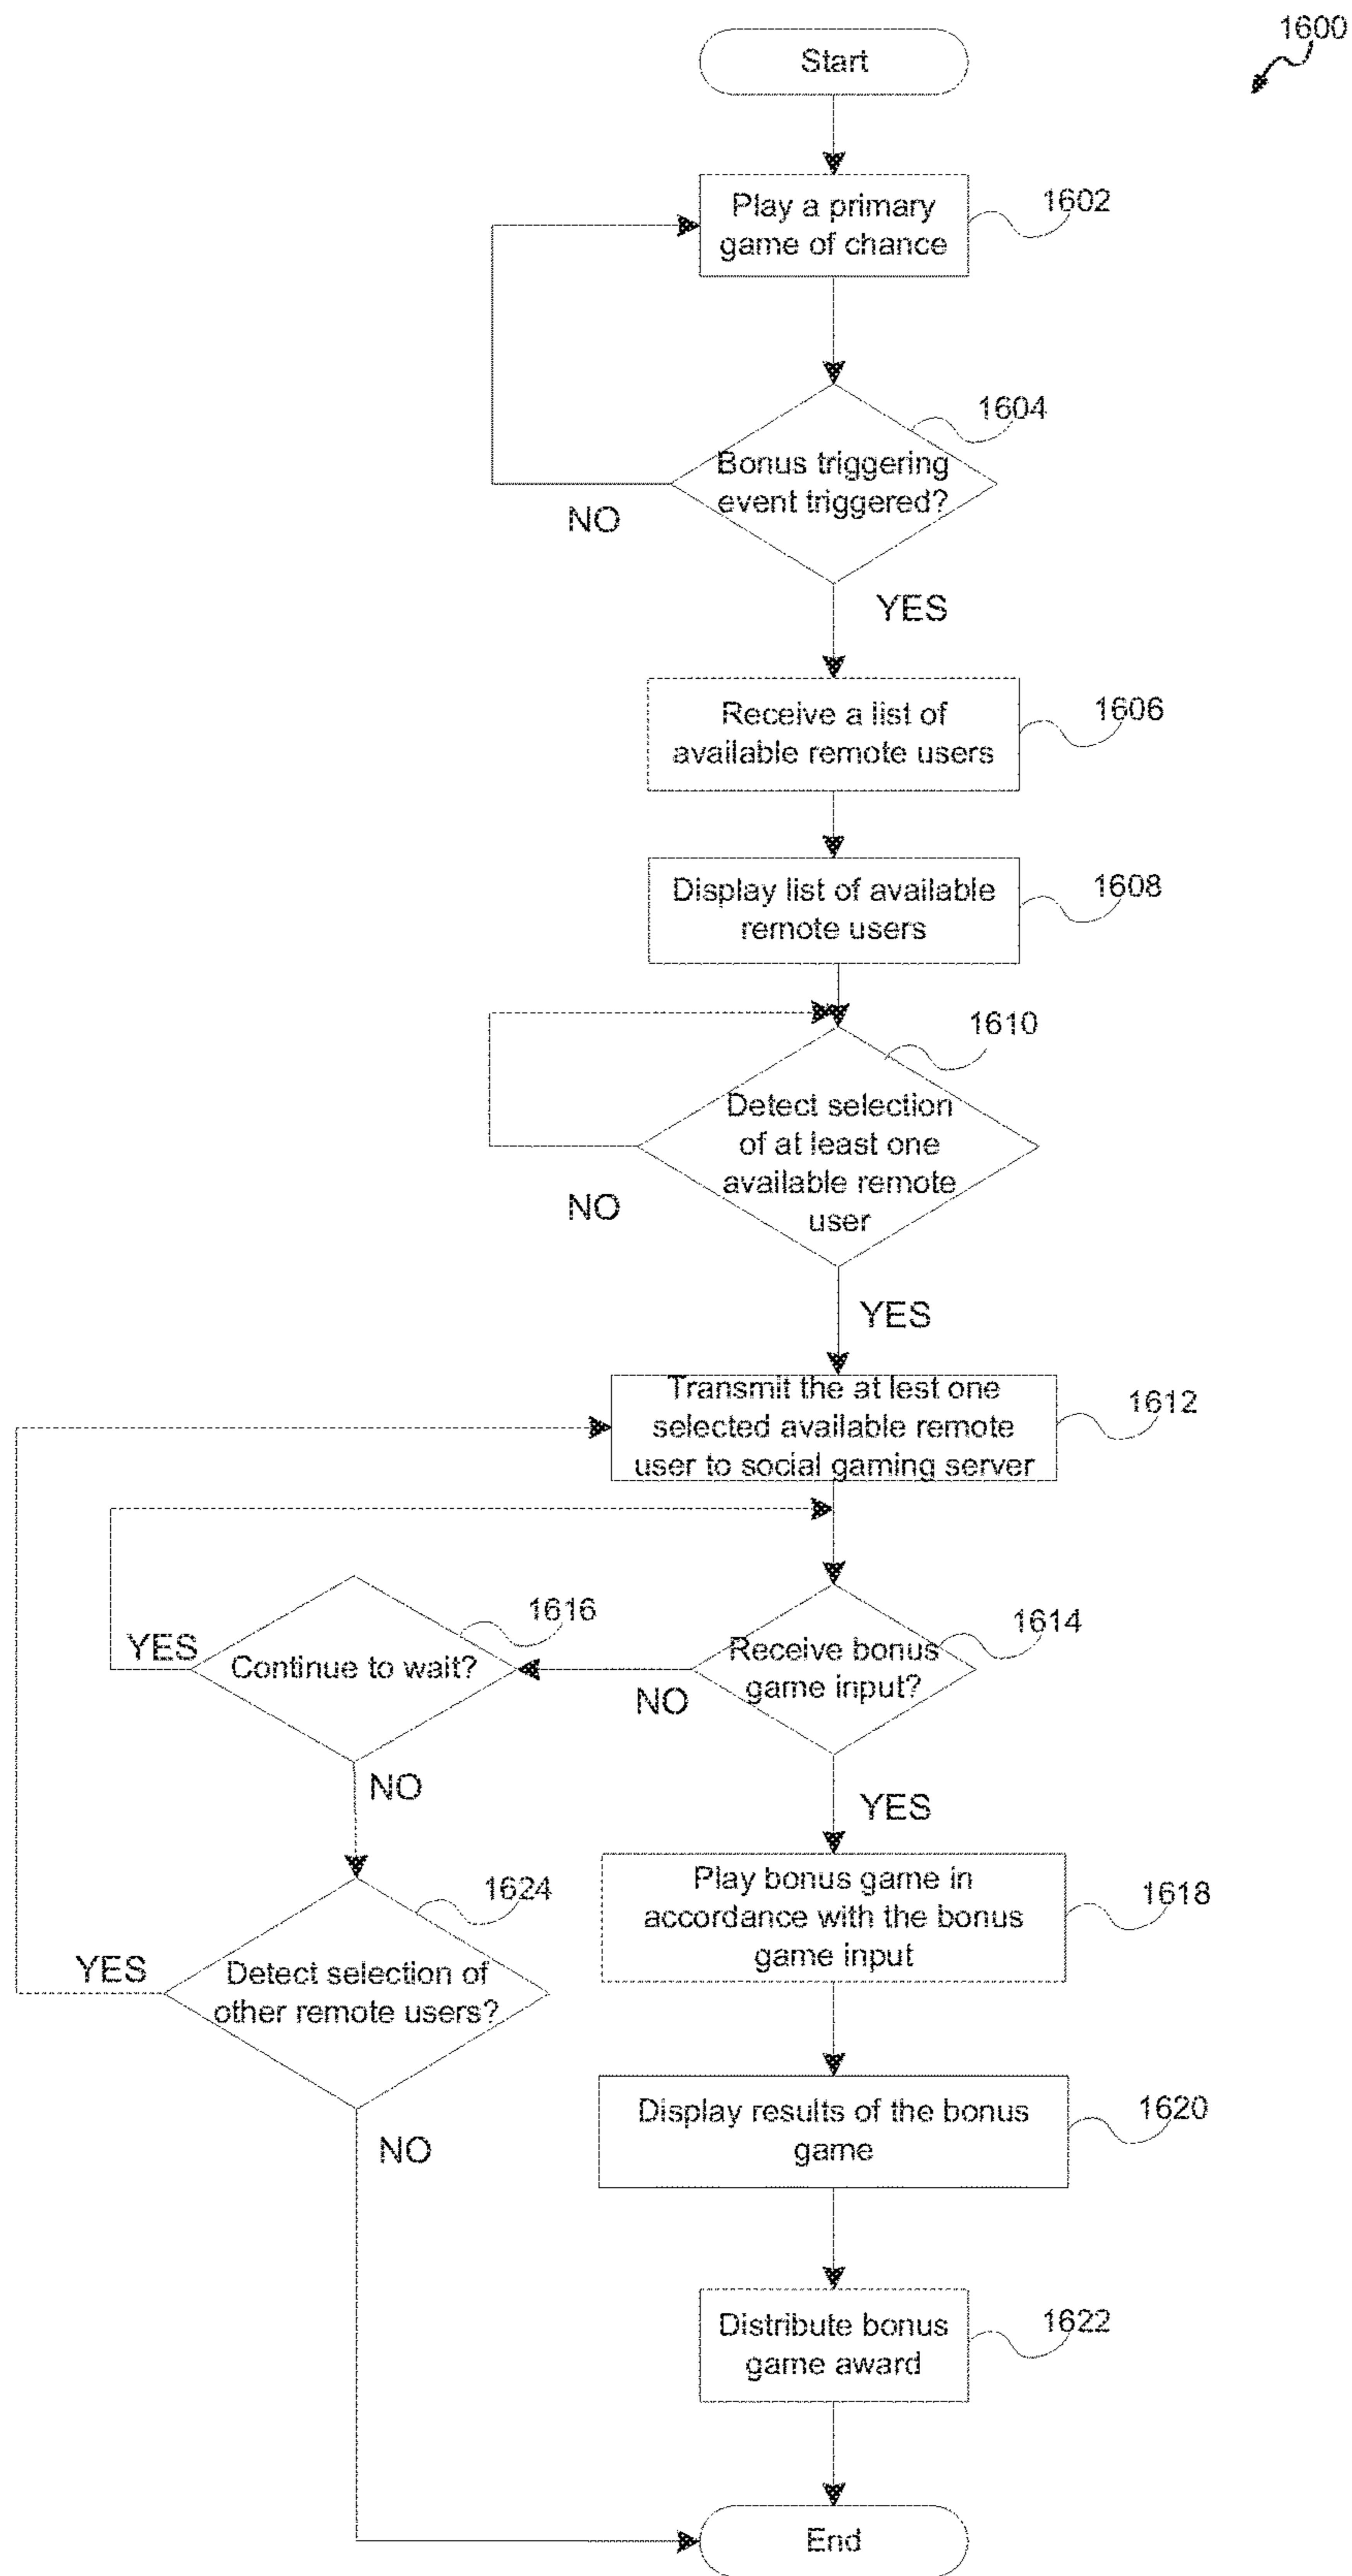 1600
Start
Play a primary
game of chance
1602
1604
Bonus triggering
event triggered?
NO
YES
Receive a list of
available remote users
1606
Display list of available
remote users
1608
1610
Detect selection
of at least one
available remote
user
NO
YES
Transmit the at lest one
selected available remote
user to social gaming server
1612
1616
Continue to wait?
YES
NO
1614
Receive bonus
game input?
NO
YES
Play bonus game in
accordance with the bonus
game input
1618
1624
Detect selection of
other remote users?
YES
NO
Display results of the bonus
game
1620
Distribute bonus
game award
1622
End